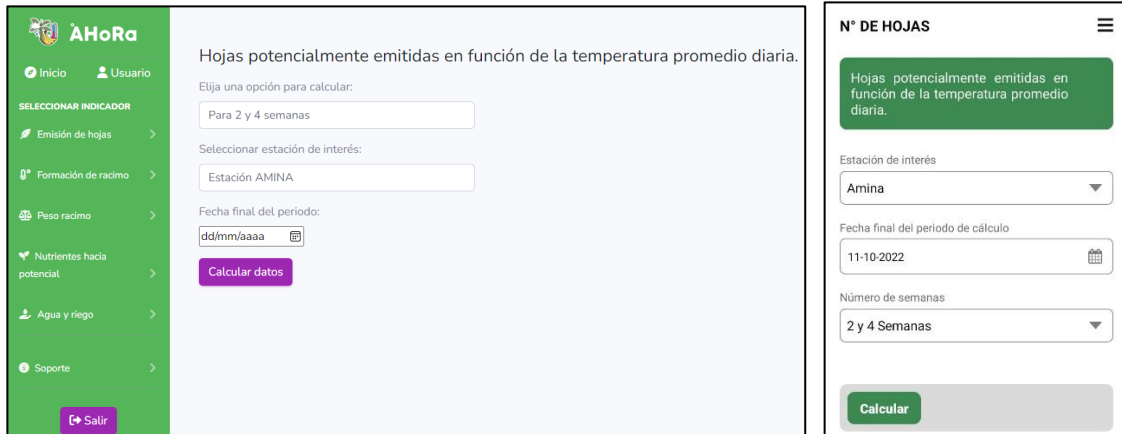 ÀHoRa
Inicio
Usuario
SELECCIONAR INDICADOR
Emisión de hojas
Formación de racimo
Peso racimo
Nutrientes hacia
potencial
Agua y riego
Soporte
Salir
Hojas potencialmente emitidas en función de la temperatura promedio diaria.
Elija una opción para calcular:
Para 2 y 4 semanas
Seleccionar estación de interés:
Estación AMINA
Fecha final del periodo:
dd/mm/aaaa
Calcular datos
N° DE HOJAS
Hojas potencialmente emitidas en
función de la temperatura promedio
diaria.
Estación de interés
Amina
Fecha final del periodo de cálculo
11-10-2022
Número de semanas
2 y 4 Semanas
Calcular